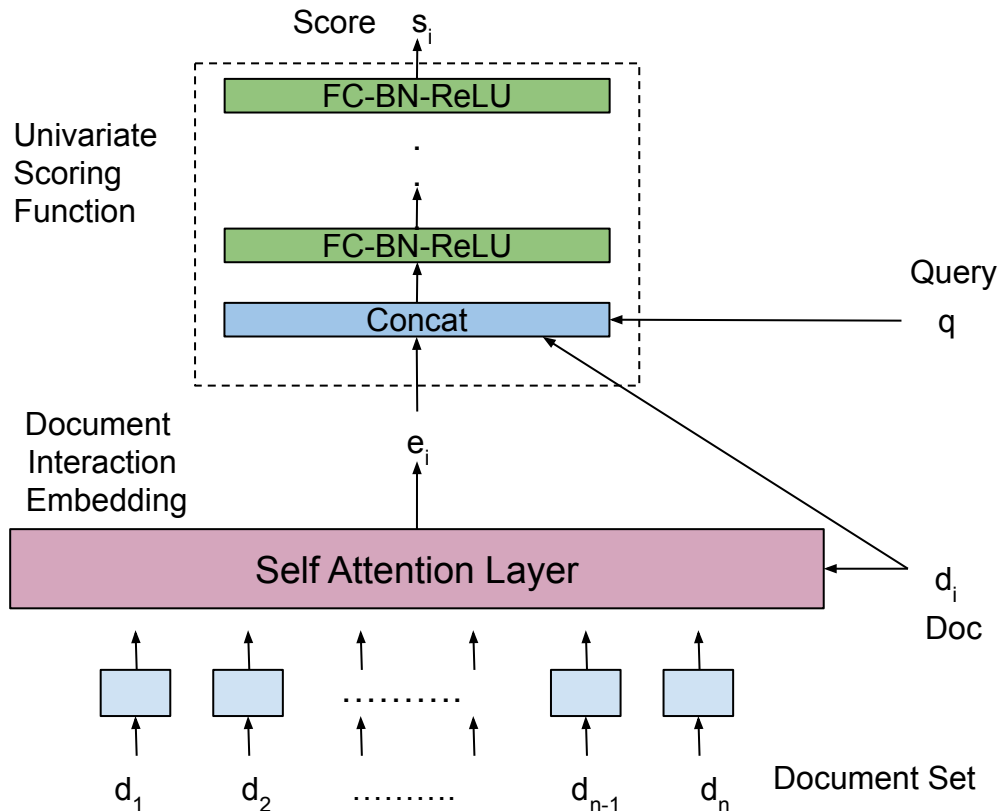 Score s_i
FC-BN-ReLU
Univariate
Scoring
Function
.
.
FC-BN-ReLU
Query
Concat
q
Document
Interaction
Embedding
e_i
Self Attention Layer
d_i
Doc
..........
d_1 d_2 .......... d_{n-1} d_n
Document Set